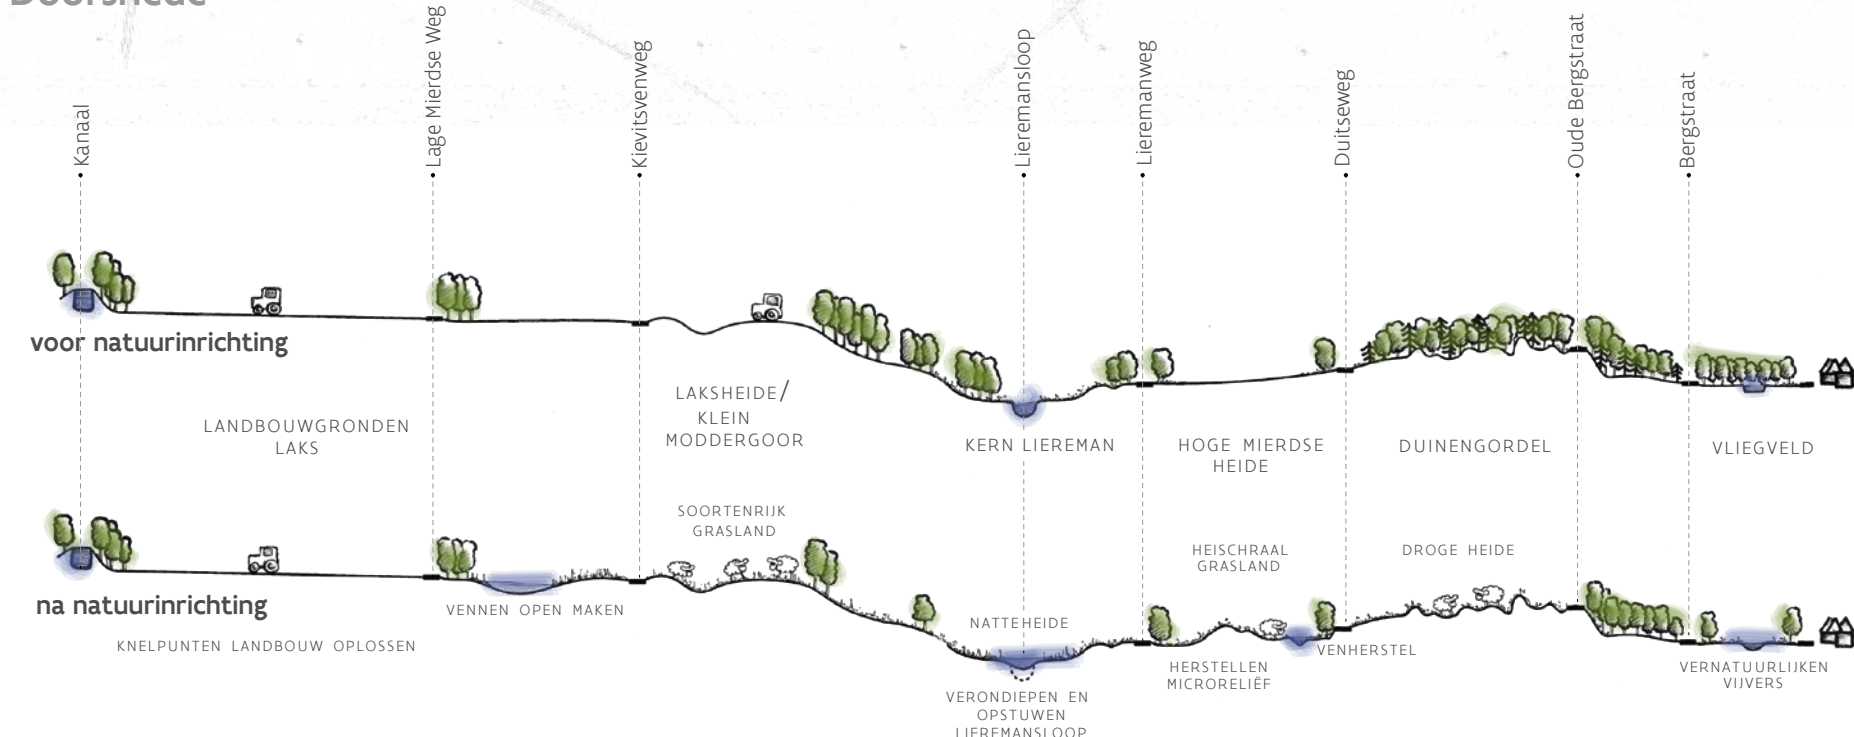 Doorsnede
Kanaal
Lage Mierdse Weg
Kievitsvenweg
Lieremansloop
Lieremanweg
Duitseweg
Oude Bergstraat
Bergstraat
voor natuurinrichting
LANDBOUWGRONDEN
LAKS
LAKSHEIDE/
KLEIN
MODDERGOOR
KERN LIEREMAN
HOGE MIERDSE
HEIDE
DUINENGORDEL
VLIEGVELD
na natuurinrichting
KNELPUNTEN LANDBOUW OPLOSSEN
VENNEN OPEN MAKEN
SOORTENRIJK
GRASLAND
NATTEHEIDE
VERONDIEPEN EN
OPSTUWEN
LIEREMANSLOOP
HEISCHRAAL
GRASLAND
HERSTELLEN
MICRORELIËF
VENHERSTEL
DROGE HEIDE
VERNATUURLIJKEN
VIJVERS